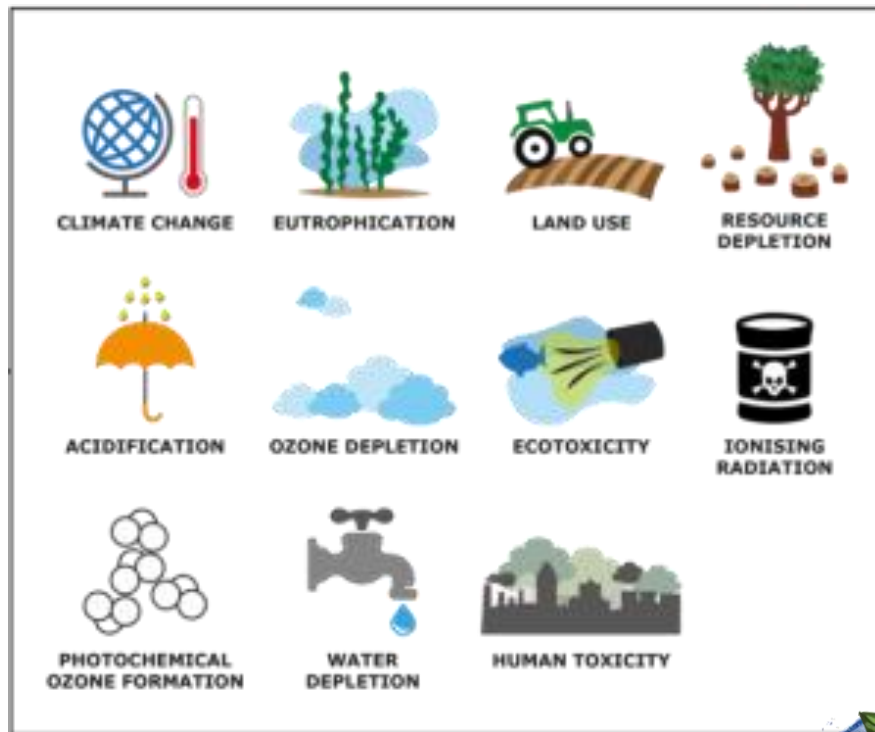 CLIMATE CHANGE
EUTROPHICATION
LAND USE
RESOURCE
DEPLETION
ACIDIFICATION
OZONE DEPLETION
ECOTOXICITY
IONISING
RADIATION
PHOTOCHEMICAL
OZONE FORMATION
WATER
DEPLETION
HUMAN TOXICITY